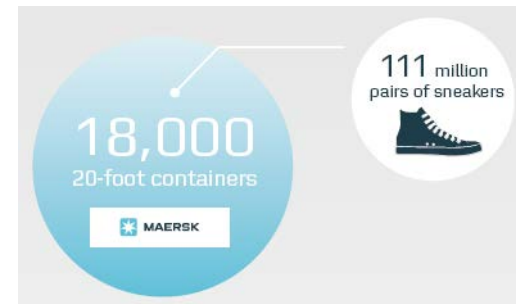 111 million
pairs of sneakers
18,000
20-foot containers
MAERSK